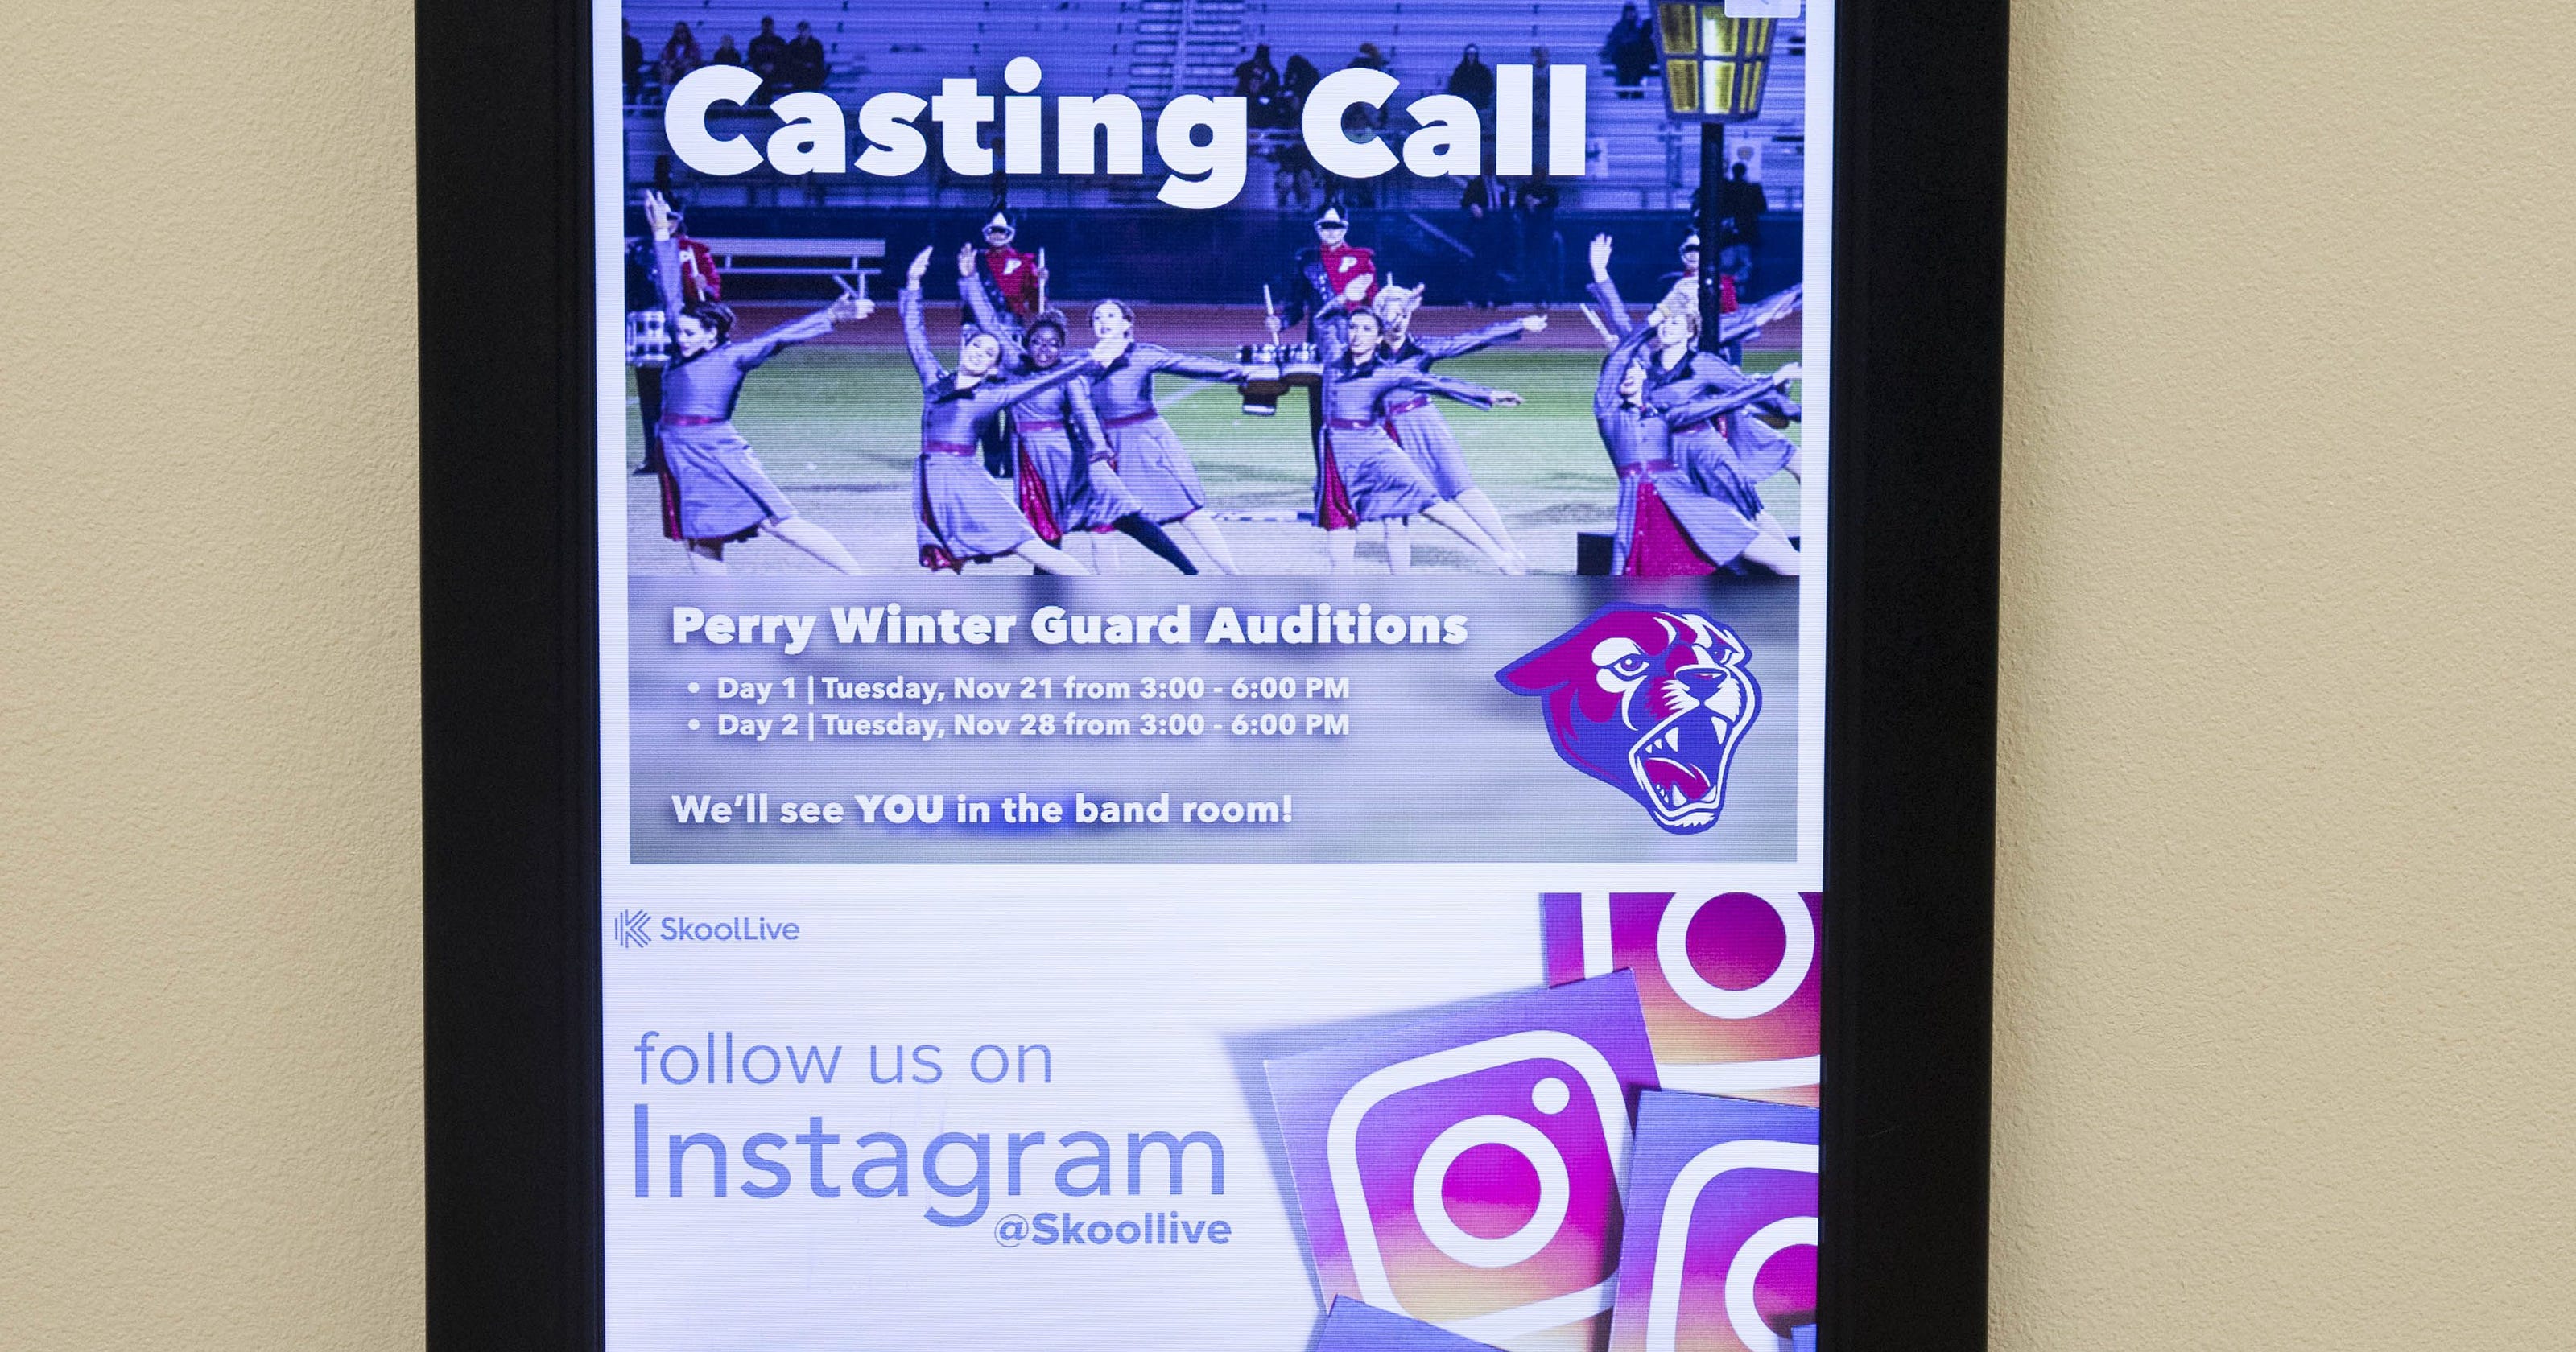 Casting Call
P
P
P
Perry Winter Guard Auditions
• Day 1 | Tuesday, Nov 21 from 3:00 - 6:00 PM
• Day 2 | Tuesday, Nov 28 from 3:00 - 6:00 PM
We'll see YOU in the band room!
SkoolLive
follow us on
Instagram
@Skoollive